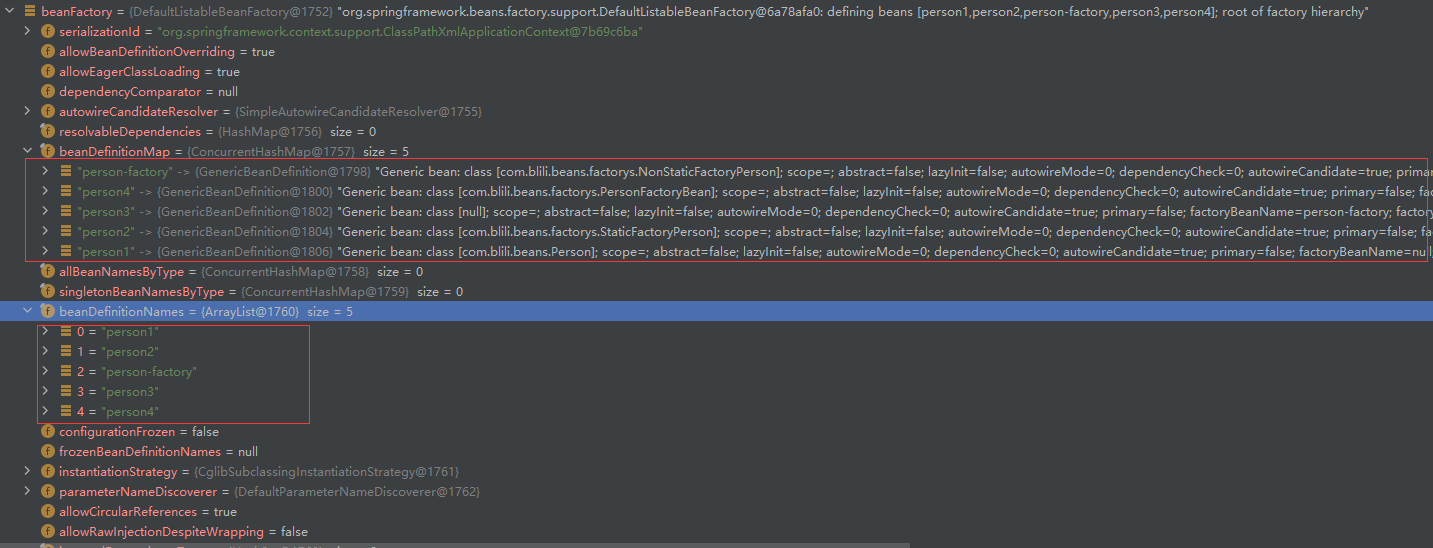 beanFactory = {DefaultListableBeanFactory@1752} "org.springframework.beans.factory.support.DefaultListableBeanFactory@6a78afa0: defining beans [person1,person2,person-factory,person3,person4]; root of factory hierarchy"
serializationId = "org.springframework.context.support.ClassPathXmlApplicationContext@7b69c6ba"
allowBeanDefinitionOverriding = true
allowEagerClassLoading = true
dependencyComparator = null
autowireCandidateResolver = {SimpleAutowireCandidateResolver@1755}
resolvableDependencies = {HashMap@1756} size = 0
beanDefinitionMap = {ConcurrentHashMap@1757} size = 5
"person-factory" -> {GenericBeanDefinition@1798} "Generic bean: class [com.blili.beans.factorys.NonStaticFactoryPerson]; scope=; abstract=false; lazyInit=false; autowireMode=0; dependencyCheck=0; autowireCandidate=true; primar
"person4" -> {GenericBeanDefinition@1800} "Generic bean: class [com.blili.beans.factorys.PersonFactoryBean]; scope=; abstract=false; lazyInit=false; autowireMode=0; dependencyCheck=0; autowireCandidate=true; primary=false; fac
"person3" -> {GenericBeanDefinition@1802} "Generic bean: class [null]; scope=; abstract=false; lazyInit=false; autowireMode=0; dependencyCheck=0; autowireCandidate=true; primary=false; factoryBeanName=person-factory; factor
"person2" -> {GenericBeanDefinition@1804} "Generic bean: class [com.blili.beans.factorys.StaticFactoryPerson]; scope=; abstract=false; lazyInit=false; autowireMode=0; dependencyCheck=0; autowireCandidate=true; primary=false; f
"person1" -> {GenericBeanDefinition@1806} "Generic bean: class [com.blili.beans.Person]; scope=; abstract=false; lazyInit=false; autowireMode=0; dependencyCheck=0; autowireCandidate=true; primary=false; factoryBeanName=null;
allBeanNamesByType = {ConcurrentHashMap@1758} size = 0
singletonBeanNamesByType = {ConcurrentHashMap@1759} size = 0
beanDefinitionNames = {ArrayList@1760} size = 5
0 = "person1"
1 = "person2"
2 = "person-factory"
3 = "person3"
4 = "person4"
configurationFrozen = false
frozenBeanDefinitionNames = null
instantiationStrategy = {CglibSubclassingInstantiationStrategy@1761}
parameterNameDiscoverer = {DefaultParameterNameDiscoverer@1762}
allowCircularReferences = true
allowRawInjectionDespiteWrapping = false